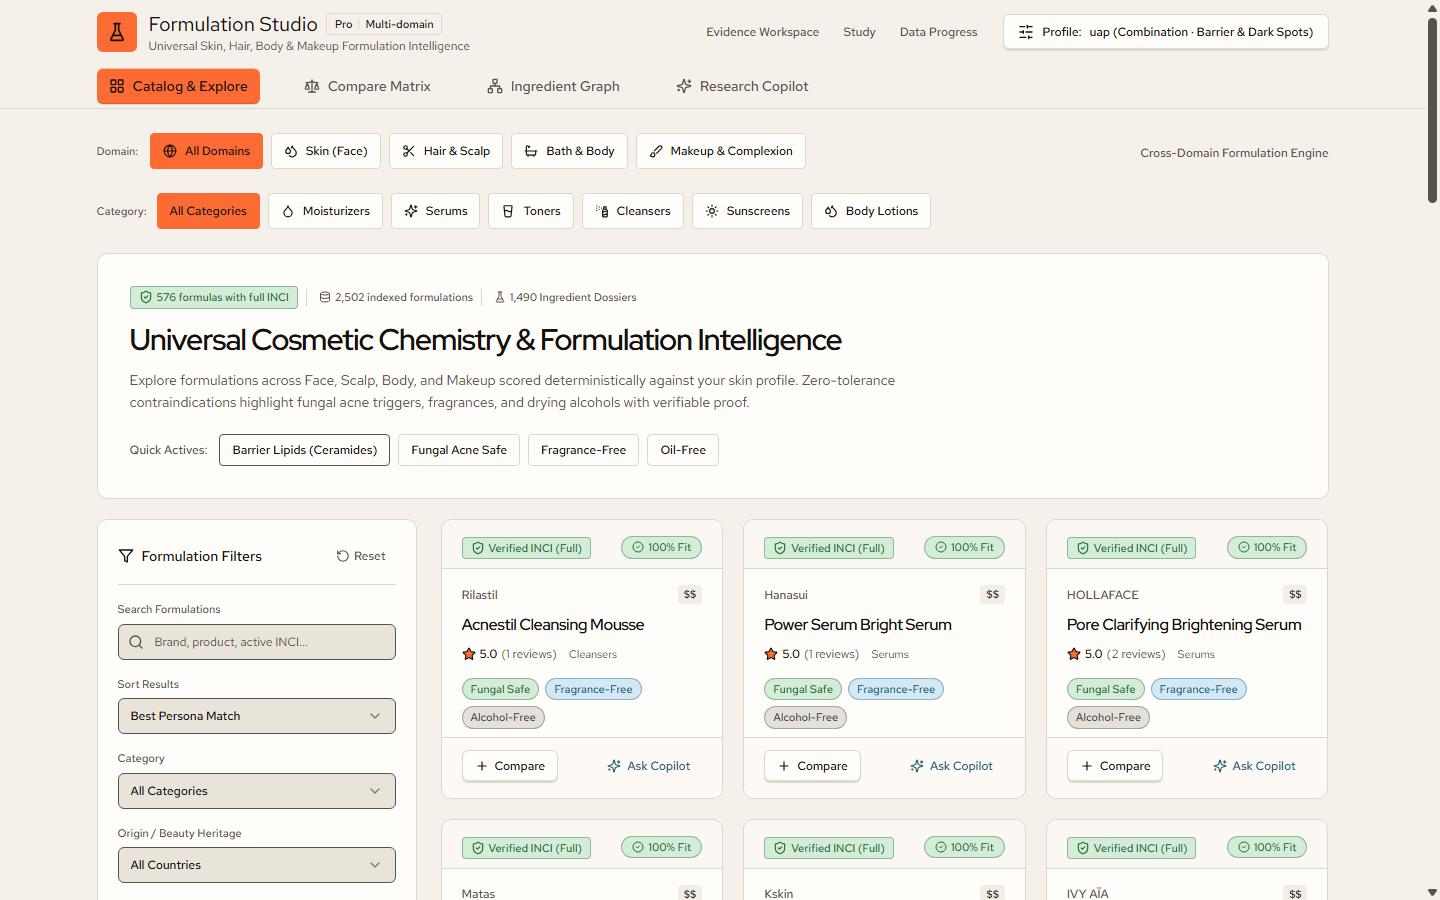 Formulation Studio Pro Multi-domain
Universal Skin, Hair, Body & Makeup Formulation Intelligence
Evidence Workspace Study Data Progress Profile: uap (Combination · Barrier & Dark Spots)
Catalog & Explore Compare Matrix Ingredient Graph Research Copilot
Domain: All Domains Skin (Face) Hair & Scalp Bath & Body Makeup & Complexion Cross-Domain Formulation Engine
Category: All Categories Moisturizers Serums Toners Cleansers Sunscreens Body Lotions
576 formulas with full INCI 2,502 indexed formulations 1,490 Ingredient Dossiers
Universal Cosmetic Chemistry & Formulation Intelligence
Explore formulations across Face, Scalp, Body, and Makeup scored deterministically against your skin profile. Zero-tolerance
contraindications highlight fungal acne triggers, fragrances, and drying alcohols with verifiable proof.
Quick Actives: Barrier Lipids (Ceramides) Fungal Acne Safe Fragrance-Free Oil-Free
Formulation Filters Reset
Search Formulations
Brand, product, active INCI...
Sort Results
Best Persona Match
Category
All Categories
Origin / Beauty Heritage
All Countries
Verified INCI (Full) 100% Fit
Rilastil $$
Acnestil Cleansing Mousse
5.0 (1 reviews) Cleansers
Fungal Safe Fragrance-Free
Alcohol-Free
Compare Ask Copilot
Verified INCI (Full) 100% Fit
Hanasui $$
Power Serum Bright Serum
5.0 (1 reviews) Serums
Fungal Safe Fragrance-Free
Alcohol-Free
Compare Ask Copilot
Verified INCI (Full) 100% Fit
HOLLAFACE $$
Pore Clarifying Brightening Serum
5.0 (2 reviews) Serums
Fungal Safe Fragrance-Free
Alcohol-Free
Compare Ask Copilot
Verified INCI (Full) 100% Fit
Matas $$
Verified INCI (Full) 100% Fit
Kskin $$
Verified INCI (Full) 100% Fit
IVY AÏA $$